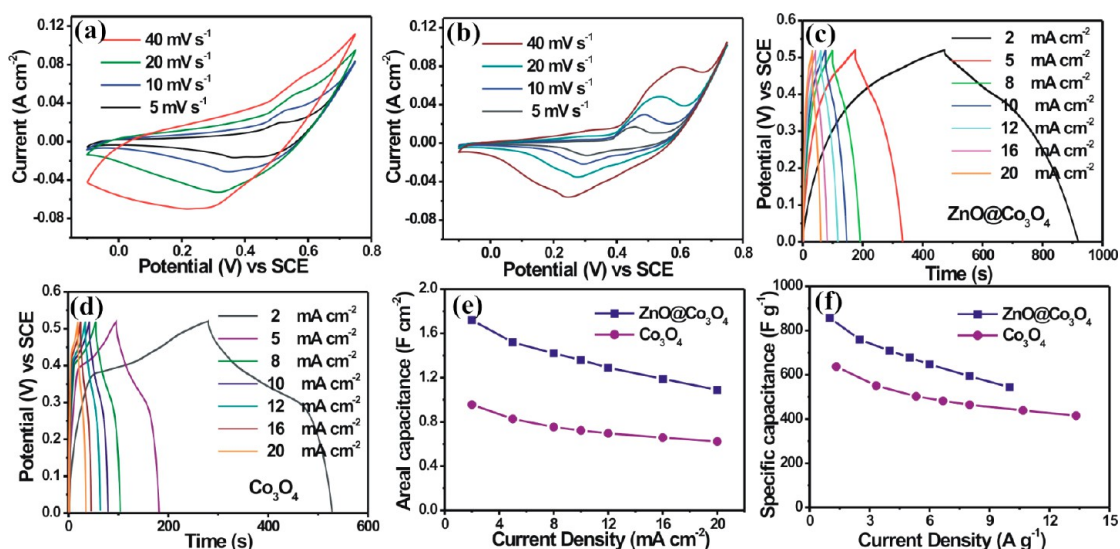 (a)
40 mV s⁻¹
20 mV s⁻¹
10 mV s⁻¹
5 mV s⁻¹
Current (A cm⁻²)
0.12
0.08
0.04
0.00
-0.04
-0.08
0.0 0.2 0.4 0.6 0.8
Potential (V) vs SCE
(b)
40 mV s⁻¹
20 mV s⁻¹
10 mV s⁻¹
5 mV s⁻¹
Current (A cm⁻²)
0.12
0.08
0.04
0.00
-0.04
-0.08
0.0 0.2 0.4 0.6 0.8
Potential (V) vs SCE
(c)
2 mA cm⁻²
5 mA cm⁻²
8 mA cm⁻²
10 mA cm⁻²
12 mA cm⁻²
16 mA cm⁻²
20 mA cm⁻²
ZnO@Co₃O₄
Potential (V) vs SCE
0.6
0.5
0.4
0.3
0.2
0.1
0.0
0 200 400 600 800 1000
Time (s)
(d)
2 mA cm⁻²
5 mA cm⁻²
8 mA cm⁻²
10 mA cm⁻²
12 mA cm⁻²
16 mA cm⁻²
20 mA cm⁻²
Co₃O₄
Potential (V) vs SCE
0.6
0.5
0.4
0.3
0.2
0.1
0.0
0 200 400 600
Time (s)
(e)
ZnO@Co₃O₄
Co₃O₄
Areal capacitance (F cm⁻²)
2.0
1.6
1.2
0.8
0.4
0.0
0 4 8 12 16 20
Current Density (mA cm⁻²)
(f)
ZnO@Co₃O₄
Co₃O₄
Specific capacitance (F g⁻¹)
1000
800
600
400
200
0
0 3 6 9 12 15
Current Density (A g⁻¹)